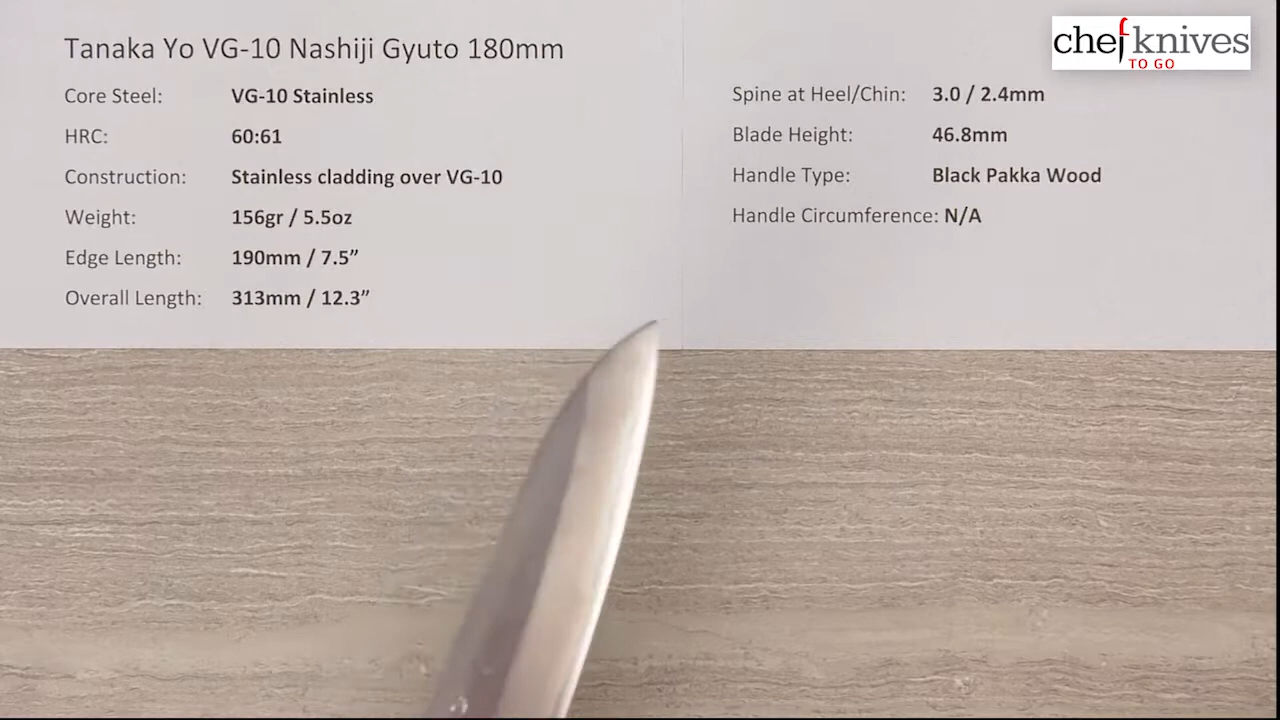 Tanaka Yo VG-10 Nashiji Gyuto 180mm
Core Steel: VG-10 Stainless
HRC: 60:61
Construction: Stainless cladding over VG-10
Weight: 156gr / 5.5oz
Edge Length: 190mm / 7.5”
Overall Length: 313mm / 12.3”
Spine at Heel/Chin: 3.0 / 2.4mm
Blade Height: 46.8mm
Handle Type: Black Pakka Wood
Handle Circumference: N/A
chefknives
TO GO